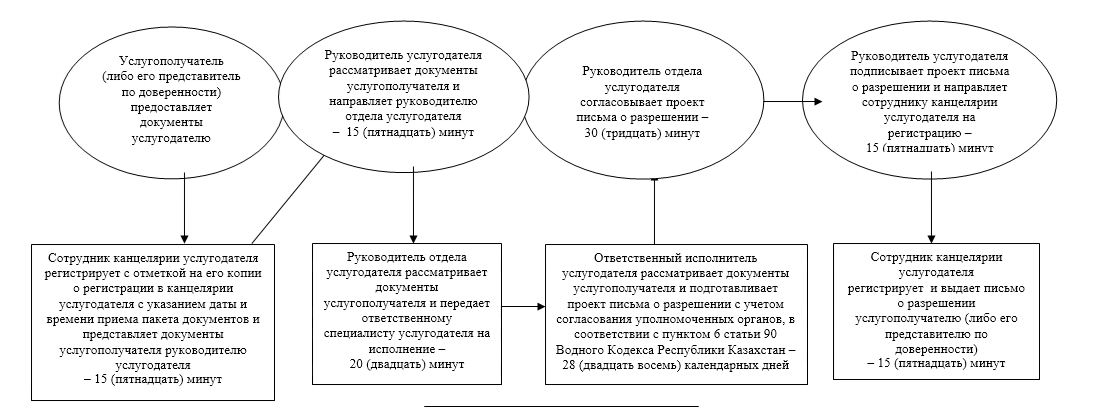 Услугополучатель
(либо его представитель
по доверенности)
предоставляет
документы
услугодателю
Руководитель услугодателя
рассматривает документы
услугополучателя и
направляет руководителю
отдела услугодателя
– 15 (пятнадцать) минут
Руководитель отдела
услугодателя
согласовывает проект
письма о разрешении –
30 (тридцать) минут
Руководитель услугодателя
подписывает проект письма
о разрешении и направляет
сотруднику канцелярии
услугодателя на
регистрацию –
15 (пятнадцать) минут
Сотрудник канцелярии услугодателя
регистрирует с отметкой на его копии
о регистрации в канцелярии
услугодателя с указанием даты и
времени приема пакета документов и
представляет документы
услугополучателя руководителю
услугодателя
– 15 (пятнадцать) минут
Руководитель отдела
услугодателя рассматривает
документы
услугополучателя и передает
ответственному
специалисту услугодателя на
исполнение –
20 (двадцать) минут
Ответственный исполнитель
услугодателя рассматривает документы
услугополучателя и подготавливает
проект письма о разрешении с учетом
согласования уполномоченных органов, в
соответствии с пунктом 6 статьи 90
Водного Кодекса Республики Казахстан –
28 (двадцать восемь) календарных дней
Сотрудник канцелярии
услугодателя
регистрирует и выдает письмо
о разрешении
услугополучателю (либо его
представителю по
доверенности)
– 15 (пятнадцать) минут